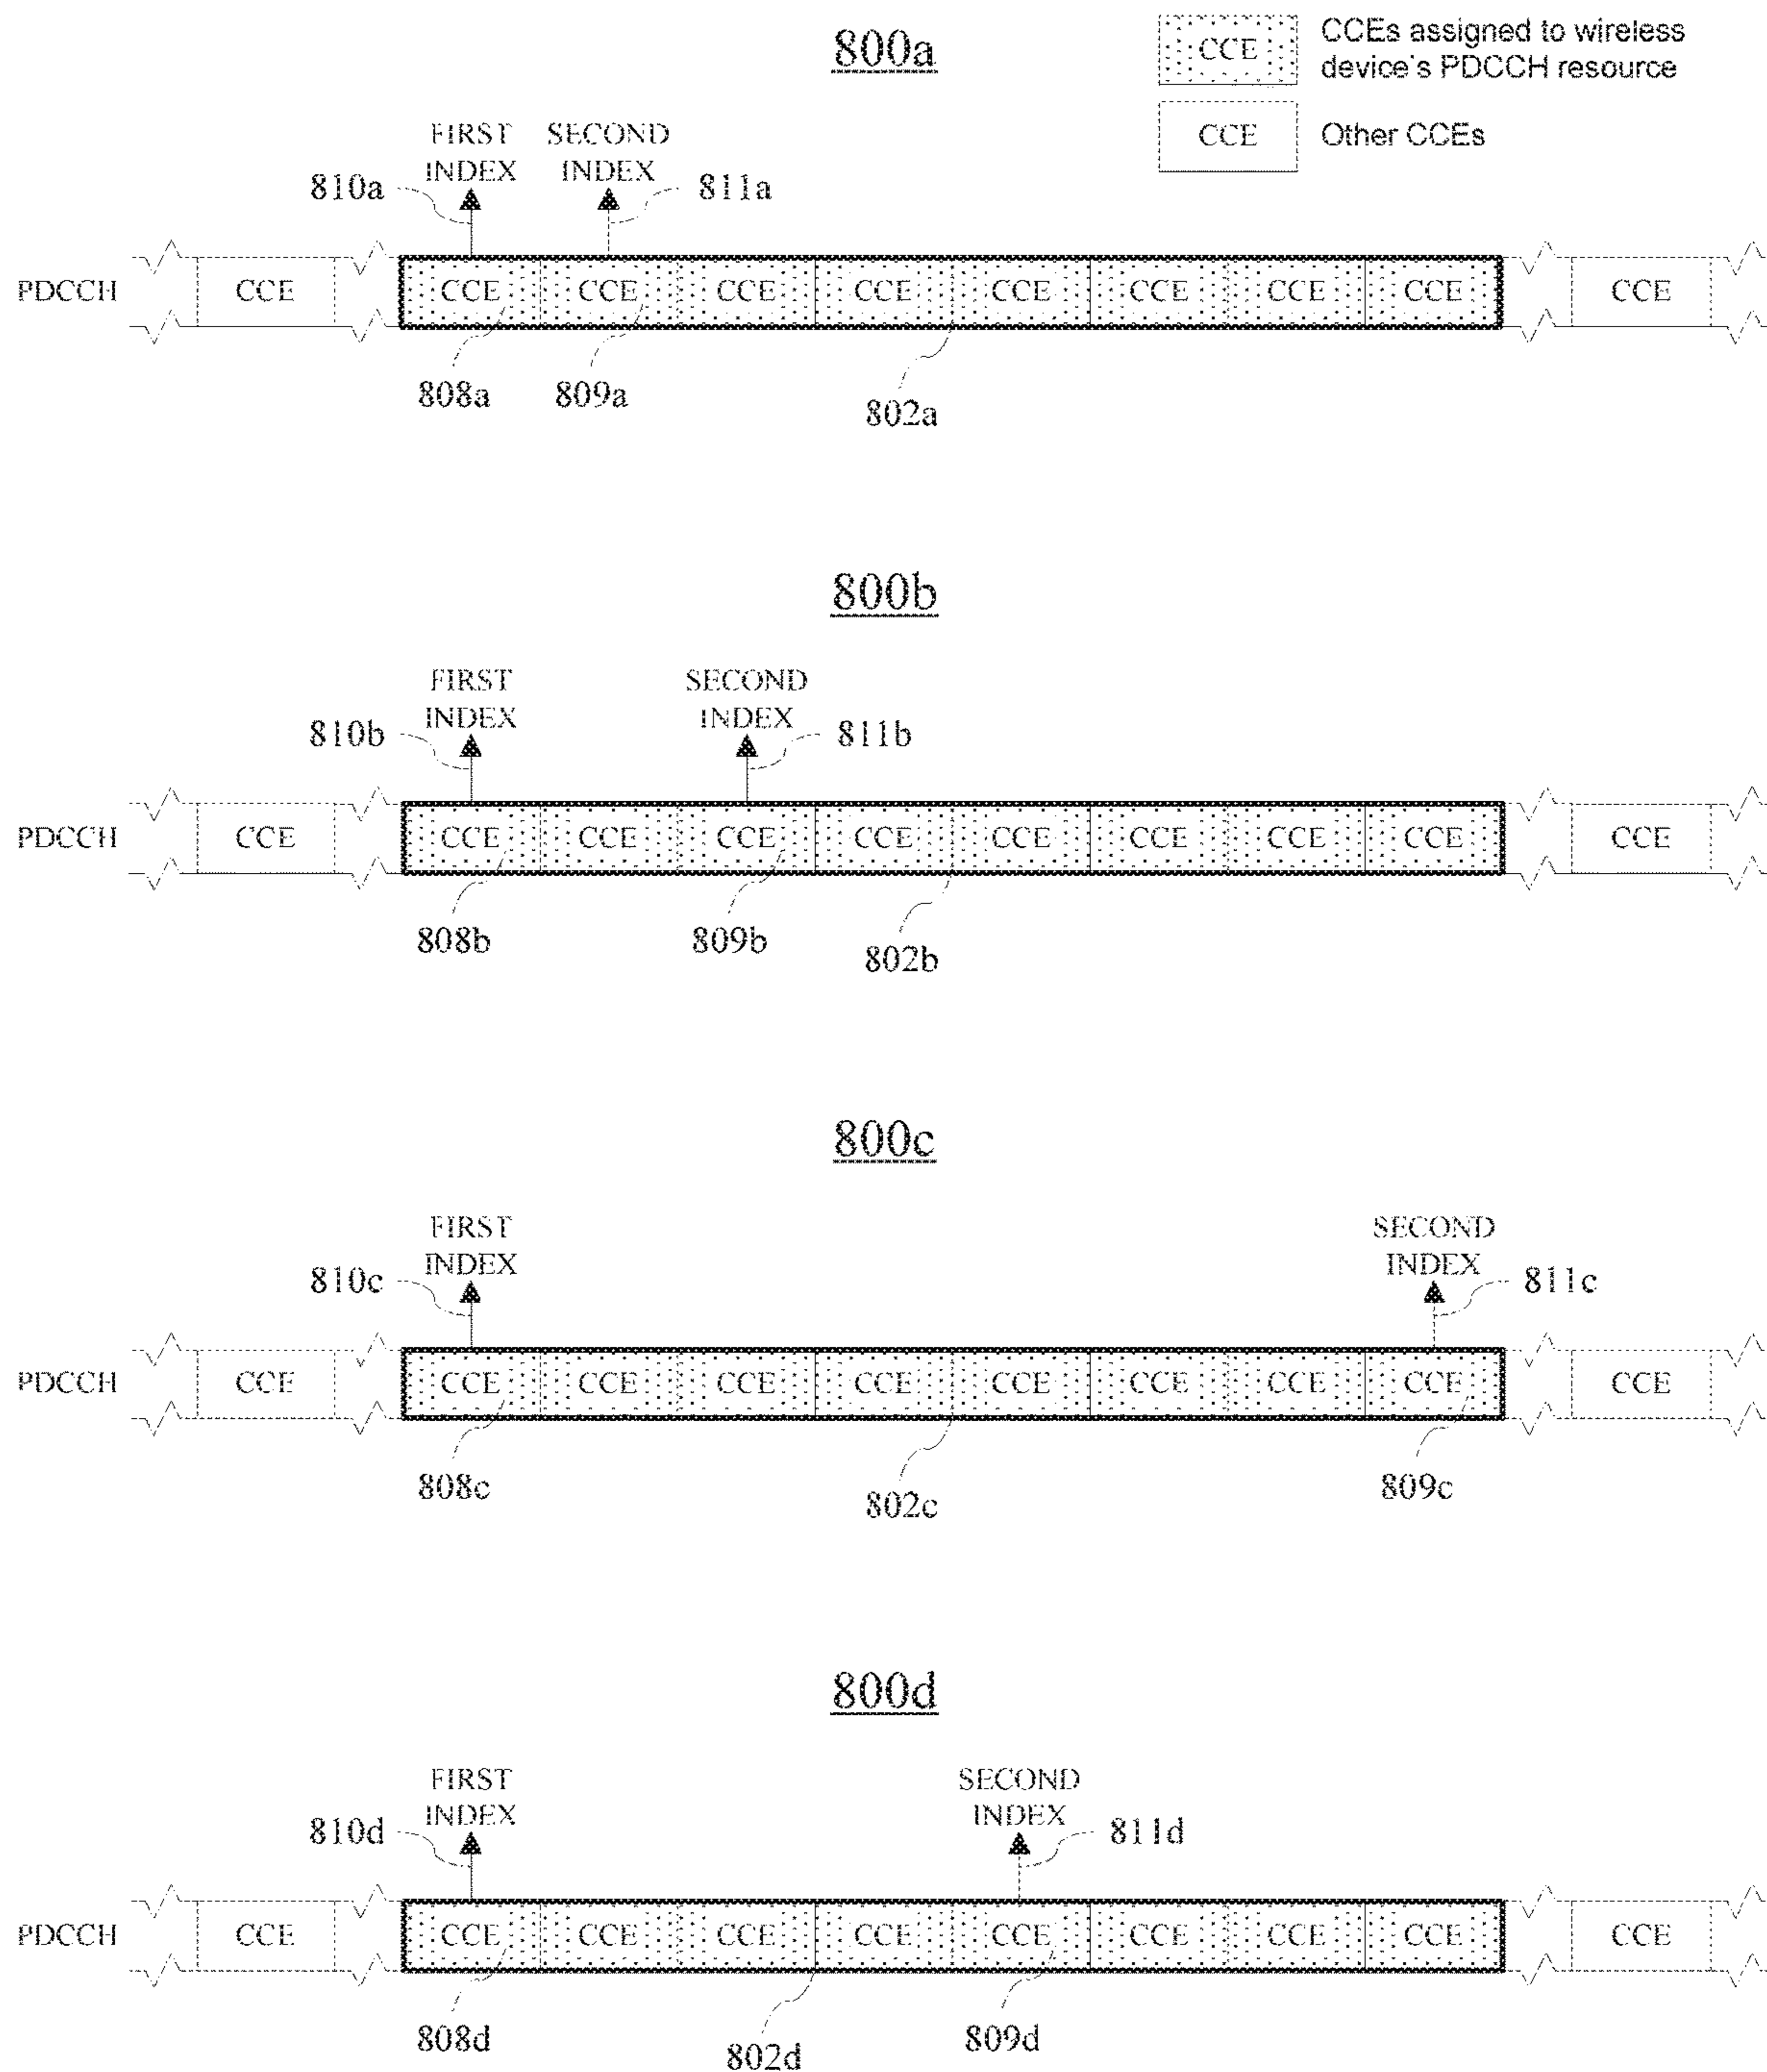 800a
CCE CCEs assigned to wireless
device's PDCCH resource
CCE Other CCEs
FIRST SECOND
INDEX INDEX
810a 811a
PDCCH CCE CCE CCE CCE CCE CCE CCE CCE CCE CCE
808a 809a 802a
800b
FIRST SECOND
INDEX INDEX
810b 811b
PDCCH CCE CCE CCE CCE CCE CCE CCE CCE CCE CCE
808b 809b 802b
800c
FIRST SECOND
INDEX INDEX
810c 811c
PDCCH CCE CCE CCE CCE CCE CCE CCE CCE CCE CCE
808c 802c 809c
800d
FIRST SECOND
INDEX INDEX
810d 811d
PDCCH CCE CCE CCE CCE CCE CCE CCE CCE CCE CCE
808d 802d 809d